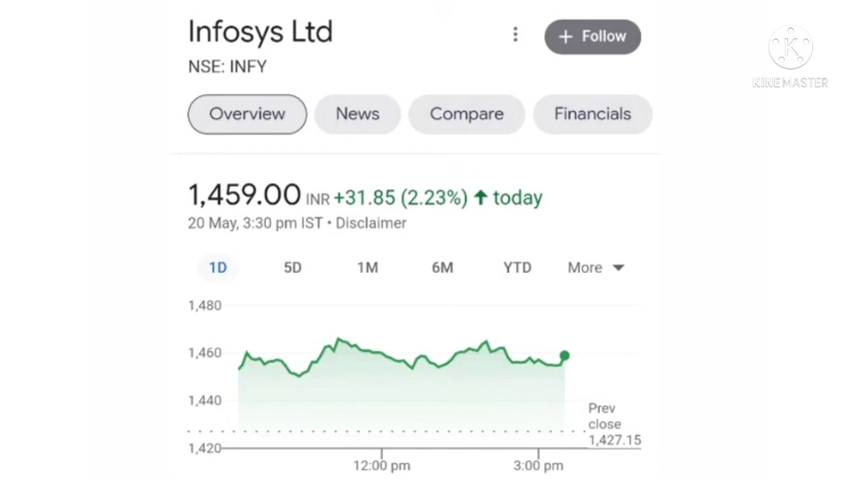 Infosys Ltd
+ Follow
K
KINEMASTER
NSE: INFY
Overview
News
Compare
Financials
1,459.00 INR +31.85 (2.23%) ↑ today
20 May, 3:30 pm IST • Disclaimer
1D 5D 1M 6M YTD More
1,480
1,460
1,440
1,420
Prev
close
1,427.15
12:00 pm
3:00 pm